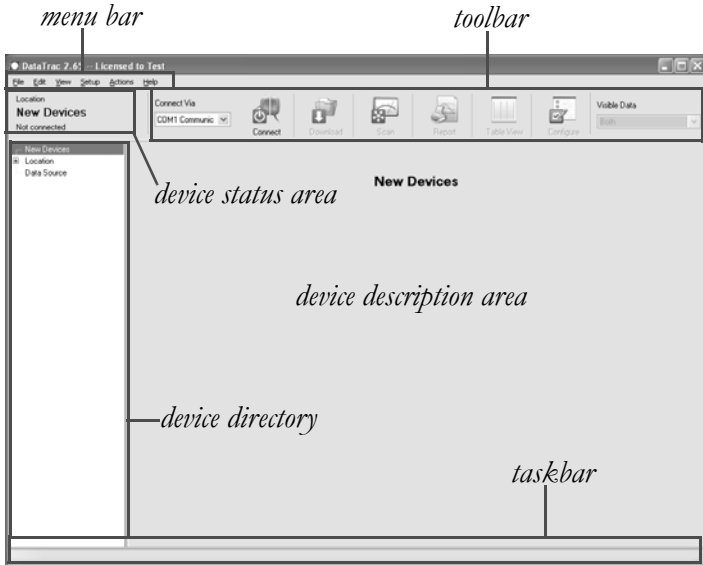 menu bar
toolbar
DataTrac 2.6 -- Licensed to Test
File Edit View Setup Actions Help
Location
New Devices
Not connected
Connect Via
COM1 Communic
Connect
Download
Scan
Report
Table View
Configure
Visible Data
Both
New Devices
Location
Data Source
device status area
New Devices
device description area
device directory
taskbar